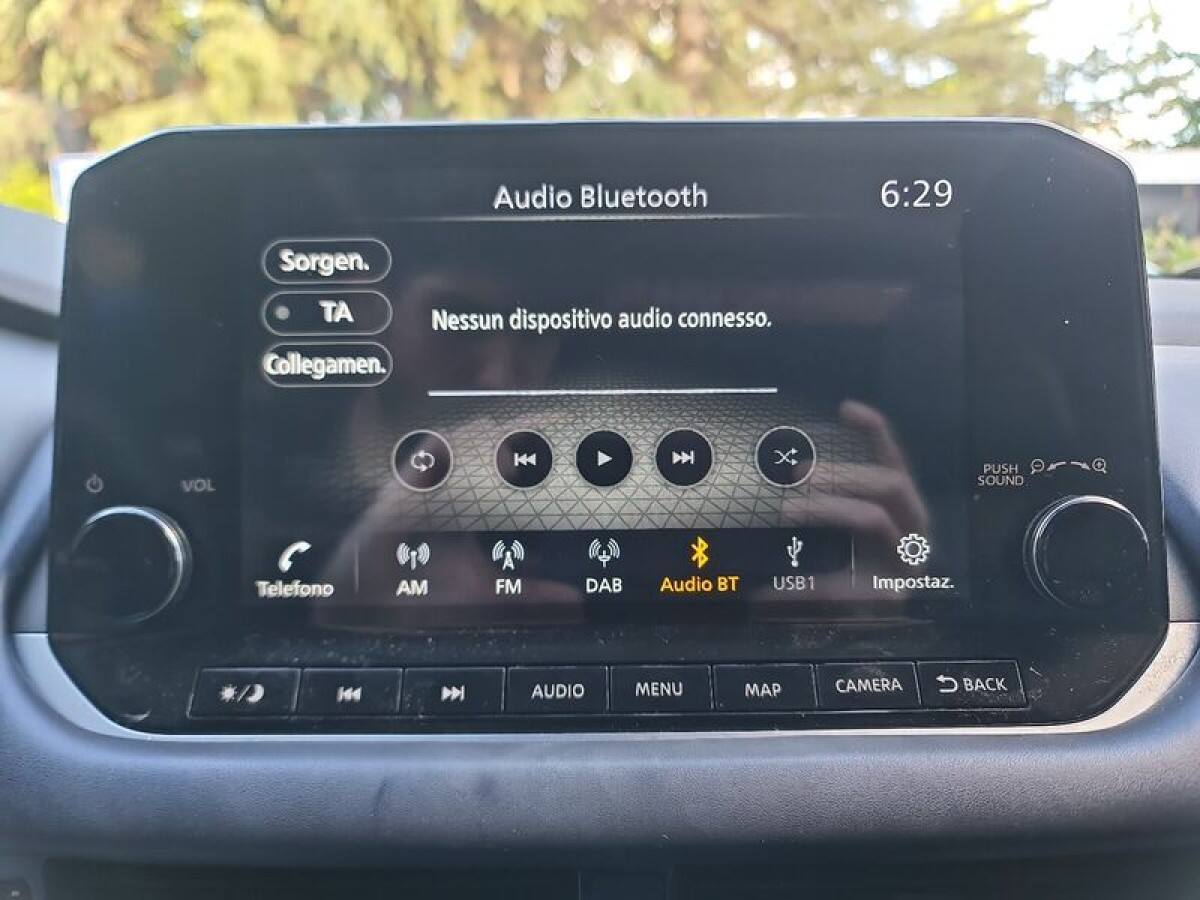 Audio Bluetooth
6:29
Sorgen.
TA
Nessun dispositivo audio connesso.
Collegamen.
VOL
PUSH
SOUND
Telefono
AM
FM
DAB
Audio BT
USB1
Impostaz.
AUDIO
MENU
MAP
CAMERA
BACK